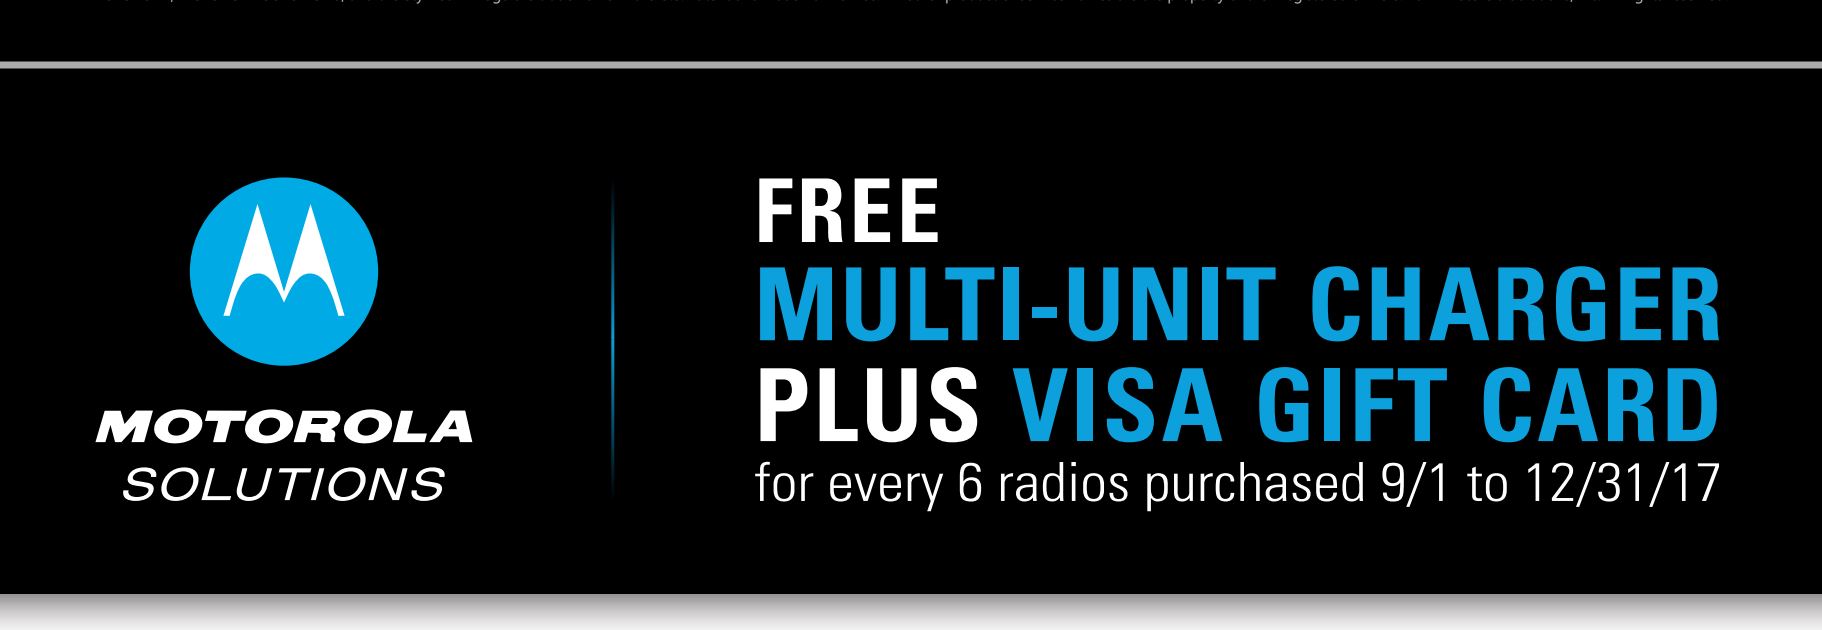 MOTOROLA
SOLUTIONS
FREE
MULTI-UNIT CHARGER
PLUS VISA GIFT CARD
for every 6 radios purchased 9/1 to 12/31/17